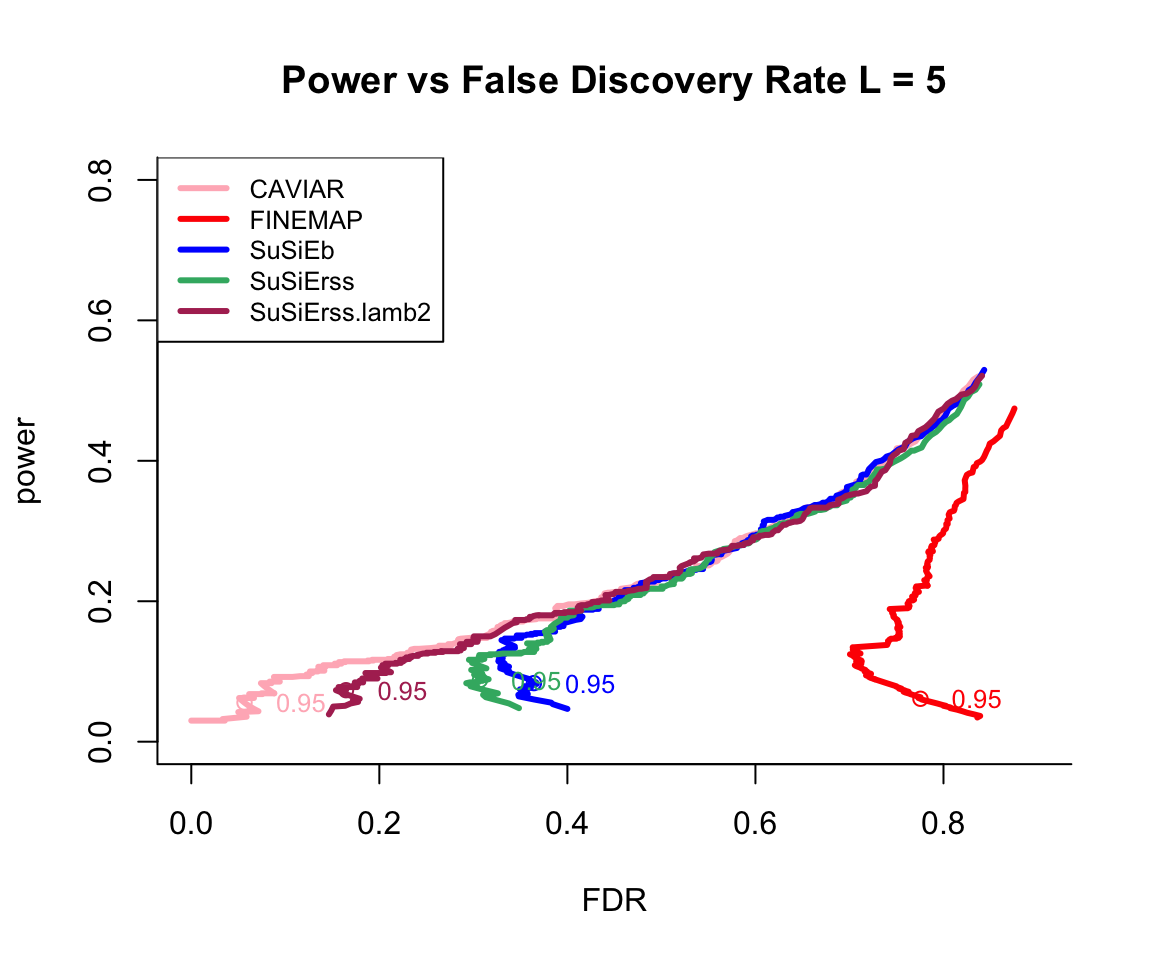 Power vs False Discovery Rate L = 5
CAVIAR
FINEMAP
SuSiEb
SuSiErss
SuSiErss.lamb2
power
0.8
0.6
0.4
0.2
0.0
0.95
0.95
0.95
0.95
0.95
0.0 0.2 0.4 0.6 0.8
FDR